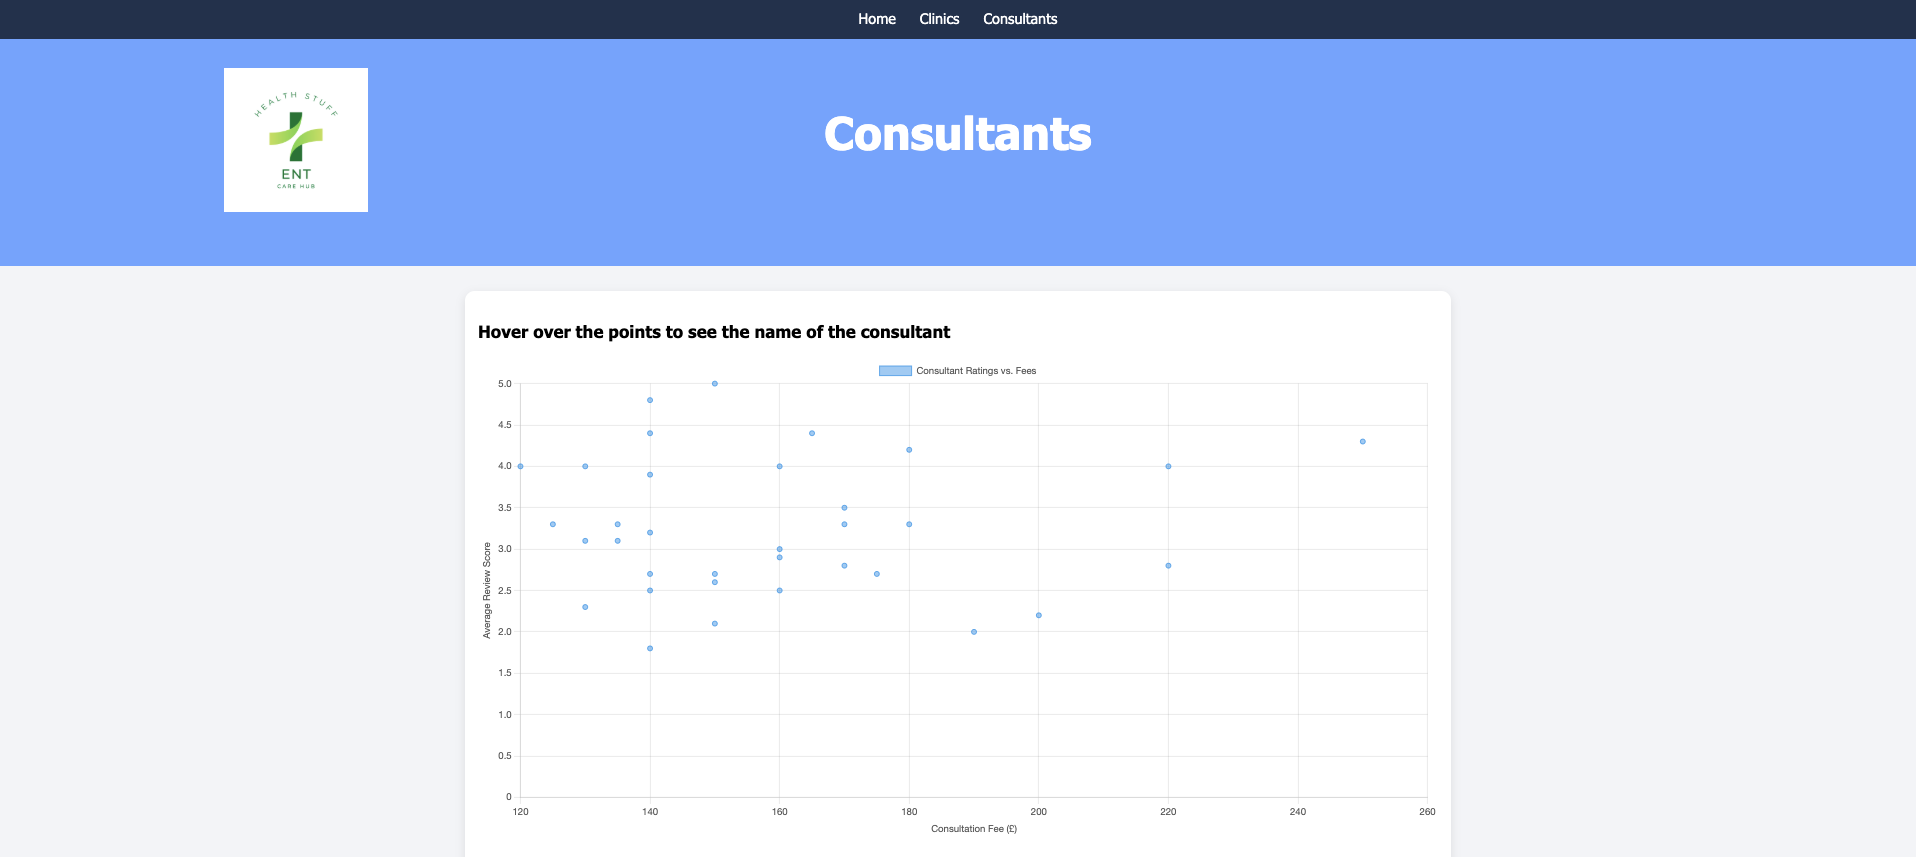 Home Clinics Consultants
HEALTH STUFF
ENT
CARE HUB
Consultants
Hover over the points to see the name of the consultant
Consultant Ratings vs. Fees
5.0
4.5
4.0
3.5
3.0
2.5
2.0
1.5
1.0
0.5
0
Average Review Score
120 140 160 180 200 220 240 260
Consultation Fee (£)